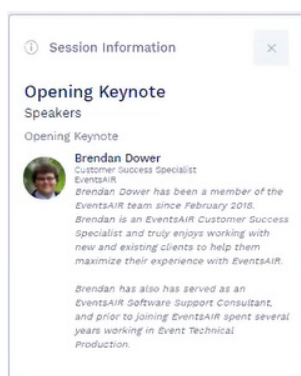 Session Information
Opening Keynote
Speakers
Opening Keynote
Brendan Dower
Customer Success Specialist
EventsAIR
Brendan Dower has been a member of the
EventsAIR team since February 2018.
Brendan is an EventsAIR Customer Success
Specialist and truly enjoys working with
new and existing clients to help them
maximize their experience with EventsAIR.
Brendan has also has served as an
EventsAIR Software Support Consultant,
and prior to joining EventsAIR spent several
years working in Event Technical
Production.